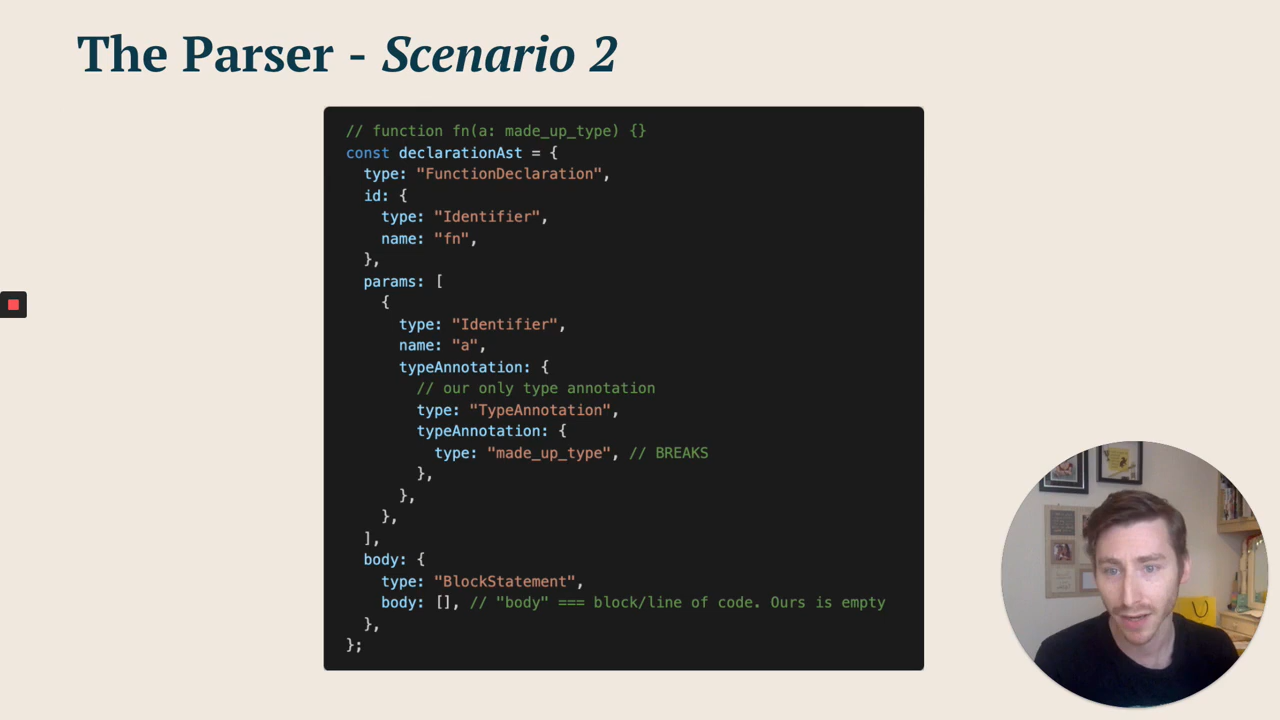 The Parser - Scenario 2
// function fn(a: made_up_type) {}
const declarationAst = {
  type: "FunctionDeclaration",
  id: {
    type: "Identifier",
    name: "fn",
  },
  params: [
    {
      type: "Identifier",
      name: "a",
      typeAnnotation: {
        // our only type annotation
        type: "TypeAnnotation",
        typeAnnotation: {
          type: "made_up_type", // BREAKS
        },
      },
    },
  ],
  body: {
    type: "BlockStatement",
    body: [], // "body" === block/line of code. Ours is empty
  },
};